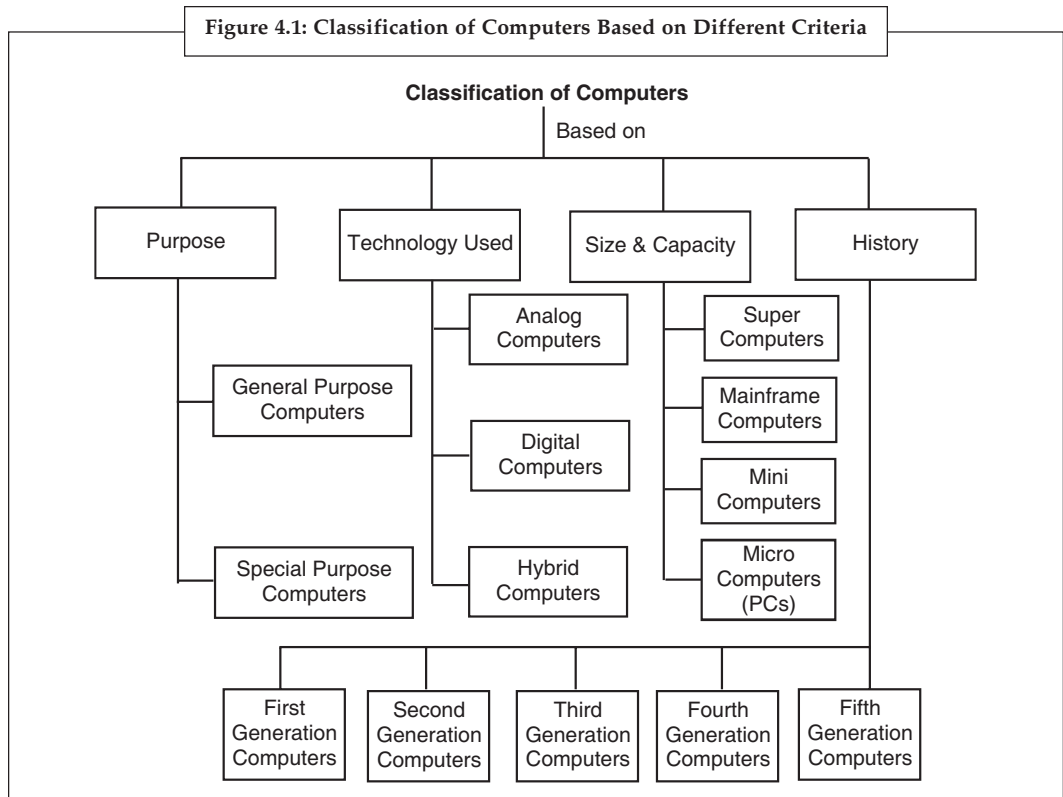 Figure 4.1: Classification of Computers Based on Different Criteria
Classification of Computers
Based on
Purpose
Technology Used
Size & Capacity
History
General Purpose
Computers
Special Purpose
Computers
Analog
Computers
Digital
Computers
Hybrid
Computers
Super
Computers
Mainframe
Computers
Mini
Computers
Micro
Computers
(PCs)
First
Generation
Computers
Second
Generation
Computers
Third
Generation
Computers
Fourth
Generation
Computers
Fifth
Generation
Computers